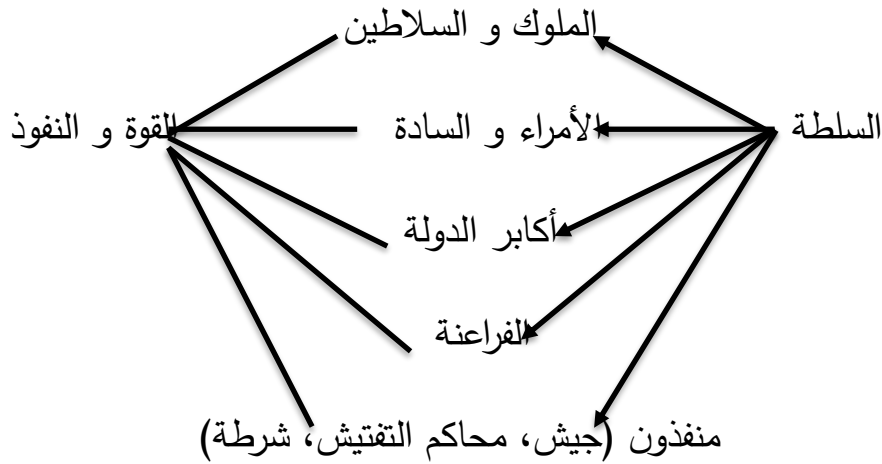 الملوك و السلاطين
السلطة
الأمراء و السادة
القوة و النفوذ
أكابر الدولة
الفراعنة
منفذون (جيش، محاكم التفتيش، شرطة)